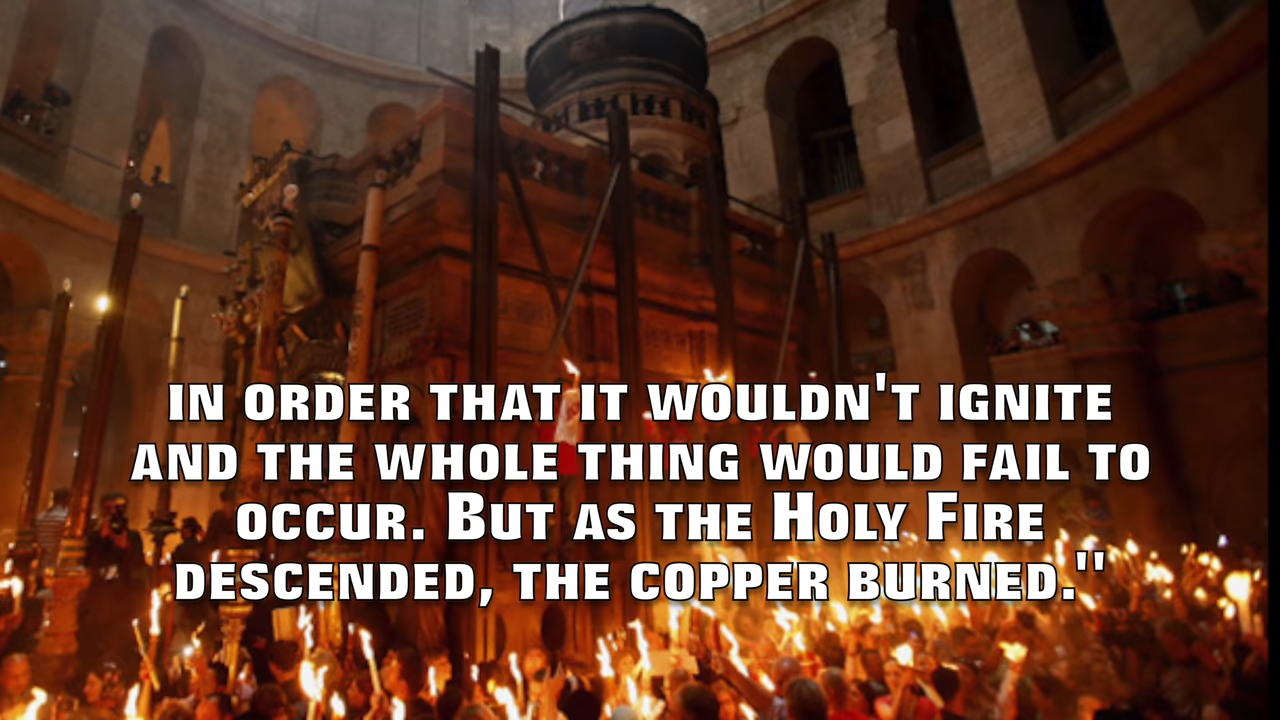 IN ORDER THAT IT WOULDN'T IGNITE
AND THE WHOLE THING WOULD FAIL TO
OCCUR. BUT AS THE HOLY FIRE
DESCENDED, THE COPPER BURNED."